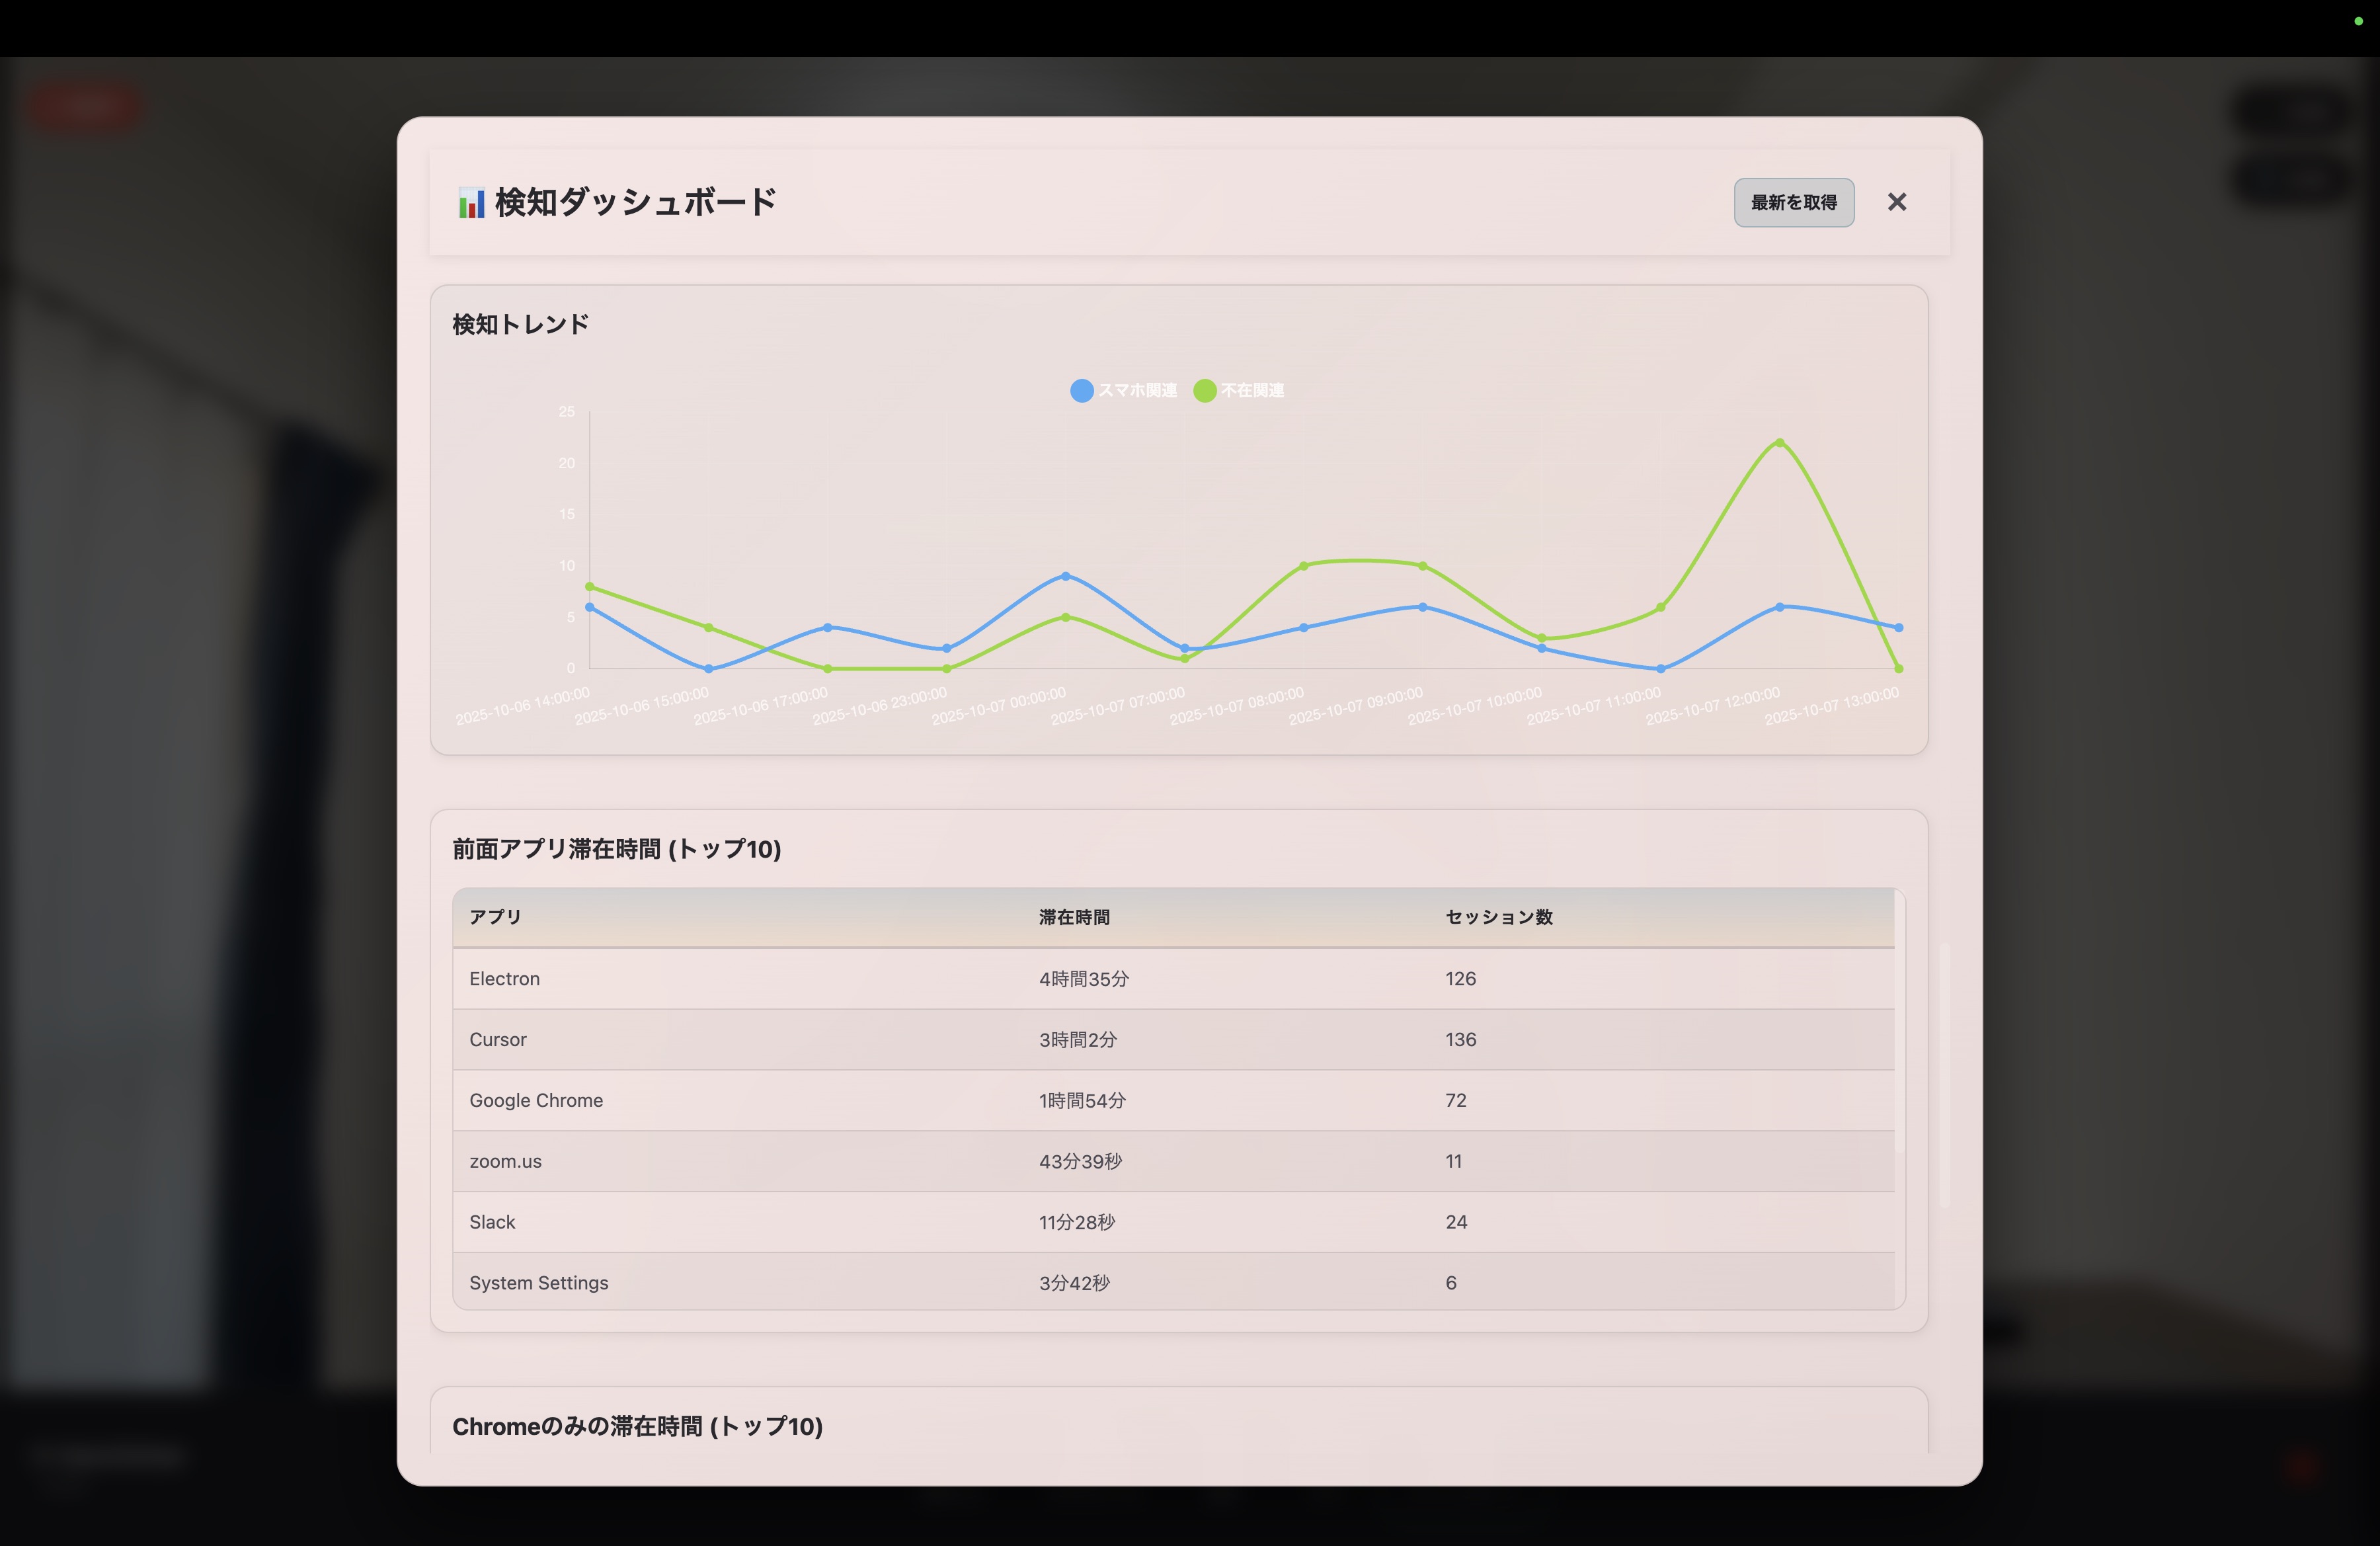 📊 検知ダッシュボード
最新を取得 ✕
検知トレンド
スマホ関連 不在関連
25
20
15
10
5
0
2025-10-06 14:00:00
2025-10-06 15:00:00
2025-10-06 17:00:00
2025-10-06 23:00:00
2025-10-07 00:00:00
2025-10-07 07:00:00
2025-10-07 08:00:00
2025-10-07 09:00:00
2025-10-07 10:00:00
2025-10-07 11:00:00
2025-10-07 12:00:00
2025-10-07 13:00:00
前面アプリ滞在時間 (トップ10)
アプリ 滞在時間 セッション数
Electron 4時間35分 126
Cursor 3時間2分 136
Google Chrome 1時間54分 72
zoom.us 43分39秒 11
Slack 11分28秒 24
System Settings 3分42秒 6
Chromeのみの滞在時間 (トップ10)